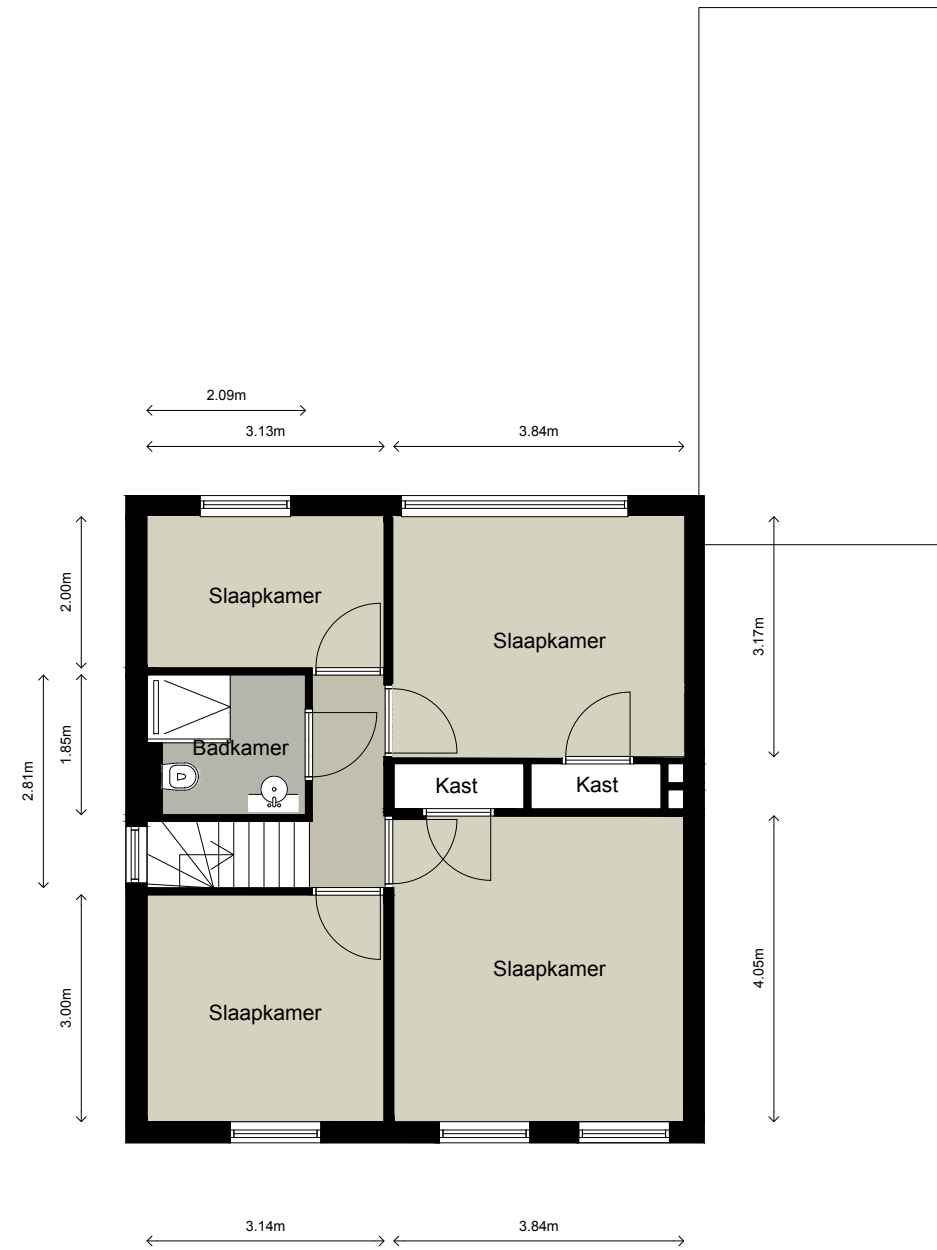 2.09m
3.13m
3.84m
2.00m
Slaapkamer
Slaapkamer
3.17m
2.81m
1.85m
Badkamer
Kast
Kast
3.00m
Slaapkamer
Slaapkamer
4.05m
3.14m
3.84m